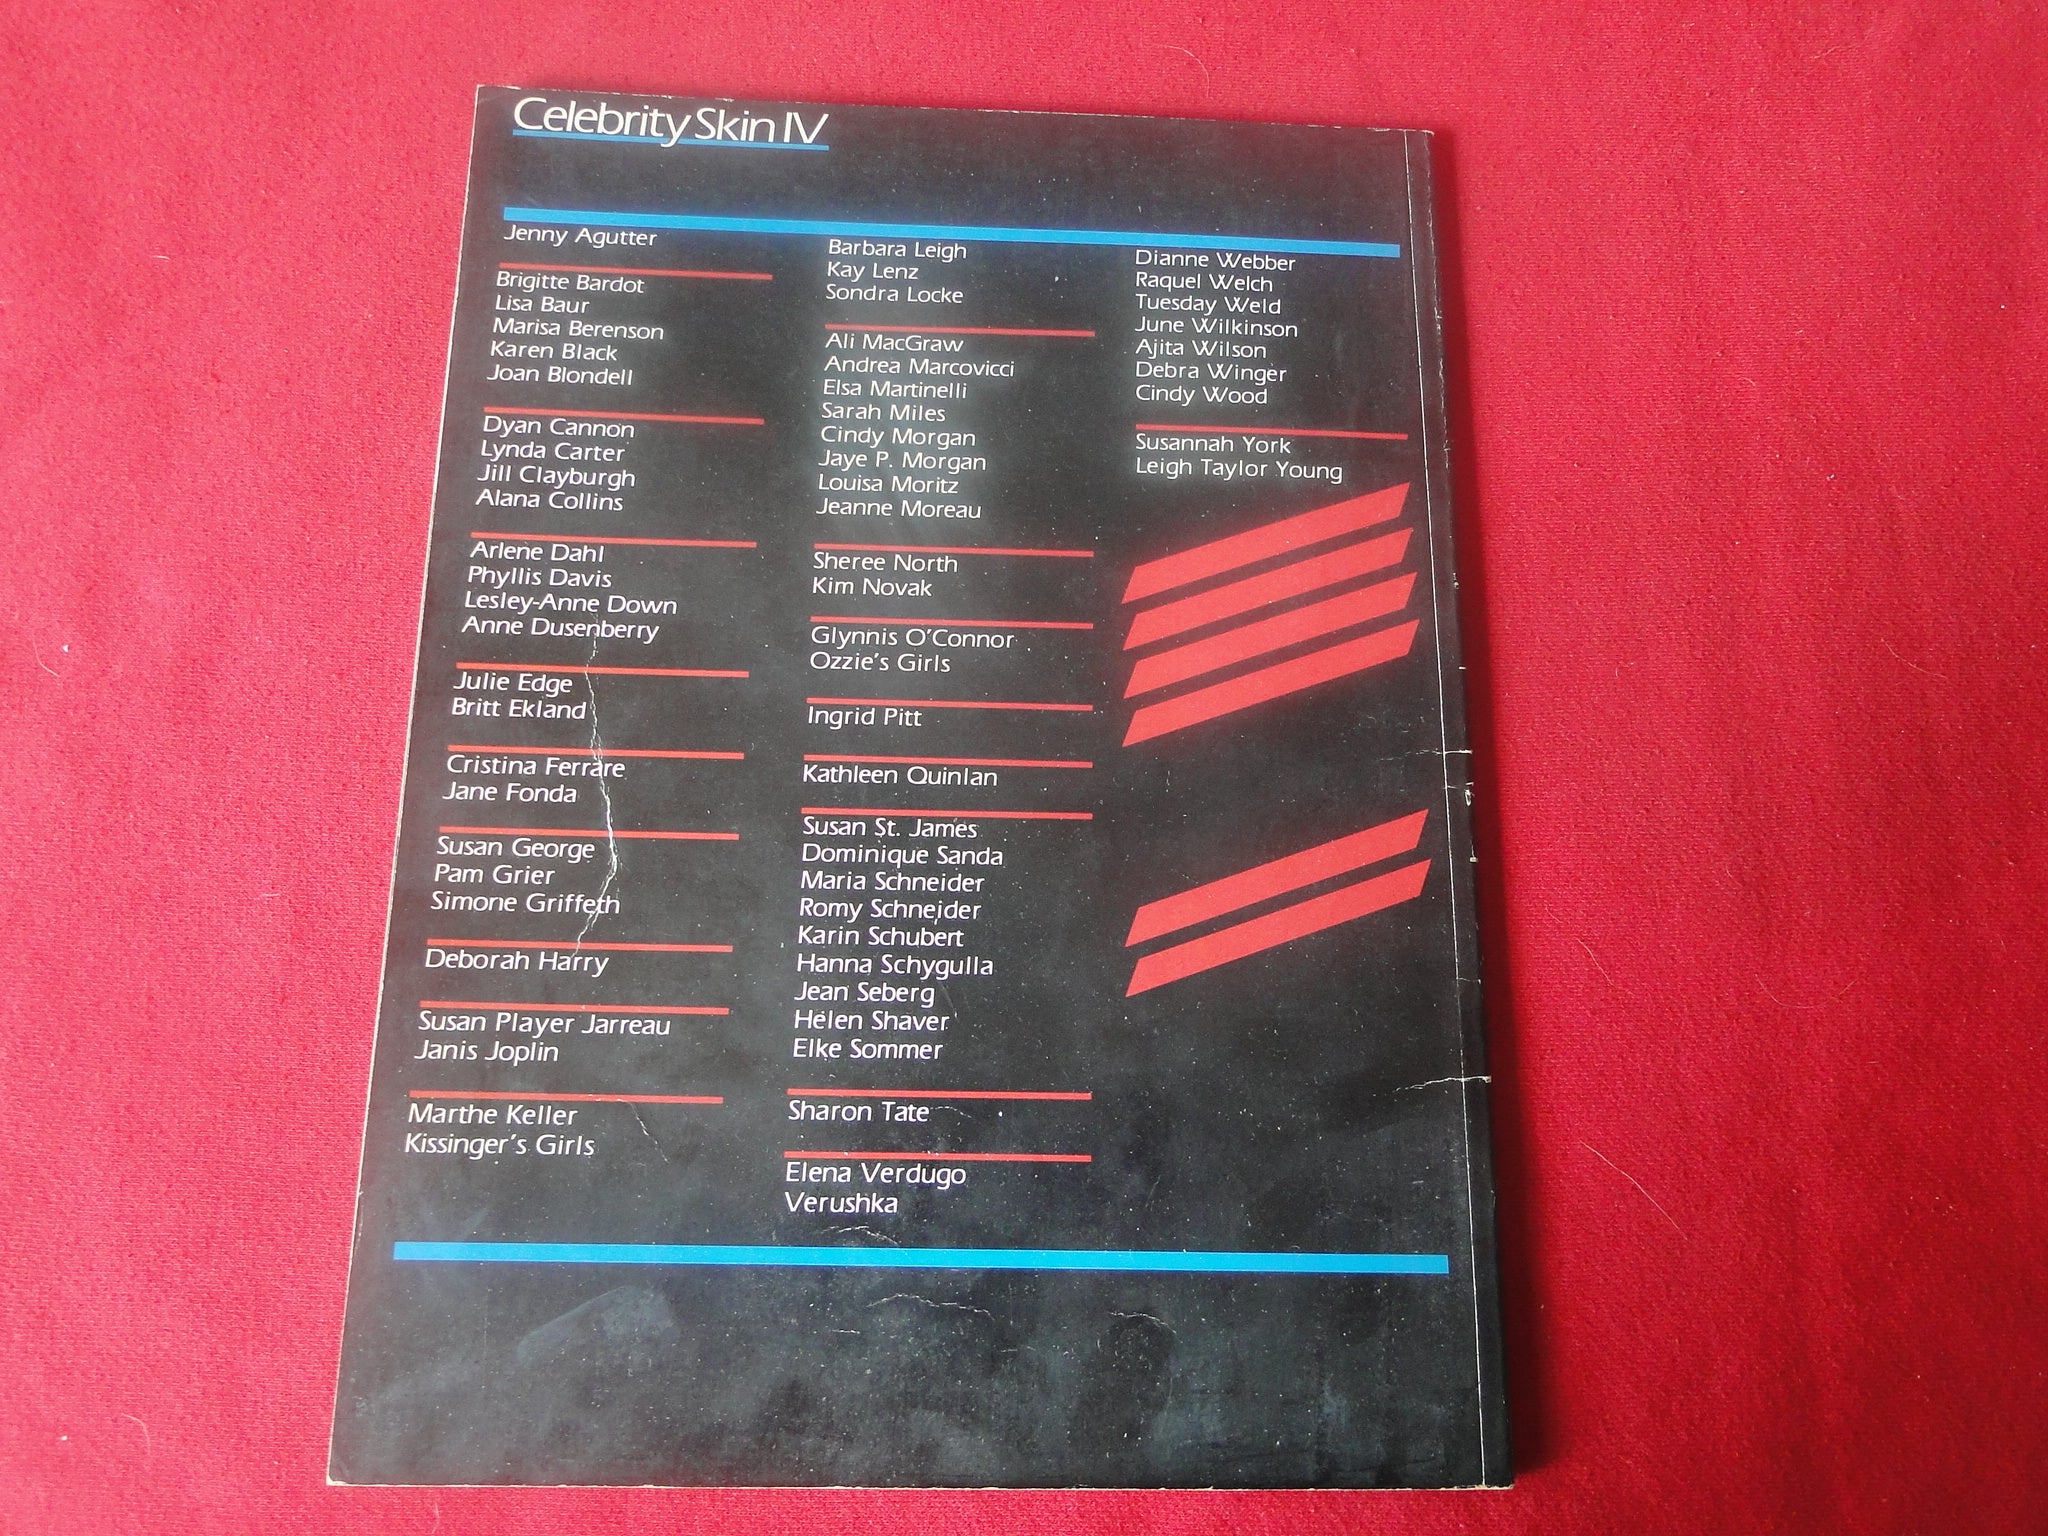 Celebrity Skin IV
Jenny Agutter
Brigitte Bardot
Lisa Baur
Marisa Berenson
Karen Black
Joan Blondell
Dyan Cannon
Lynda Carter
Jill Clayburgh
Alana Collins
Arlene Dahl
Phyllis Davis
Lesley-Anne Down
Anne Dusenberry
Julie Edge
Britt Ekland
Cristina Ferrare
Jane Fonda
Susan George
Pam Grier
Simone Griffeth
Deborah Harry
Susan Player Jarreau
Janis Joplin
Marthe Keller
Kissinger's Girls
Barbara Leigh
Kay Lenz
Sondra Locke
Ali MacGraw
Andrea Marcovicci
Elsa Martinelli
Sarah Miles
Cindy Morgan
Jaye P. Morgan
Louisa Moritz
Jeanne Moreau
Sheree North
Kim Novak
Glynnis O'Connor
Ozzie's Girls
Ingrid Pitt
Kathleen Quinlan
Susan St. James
Dominique Sanda
Maria Schneider
Romy Schneider
Karin Schubert
Hanna Schygulla
Jean Seberg
Helen Shaver
Elke Sommer
Sharon Tate
Elena Verdugo
Verushka
Dianne Webber
Raquel Welch
Tuesday Weld
June Wilkinson
Ajita Wilson
Debra Winger
Cindy Wood
Susannah York
Leigh Taylor Young